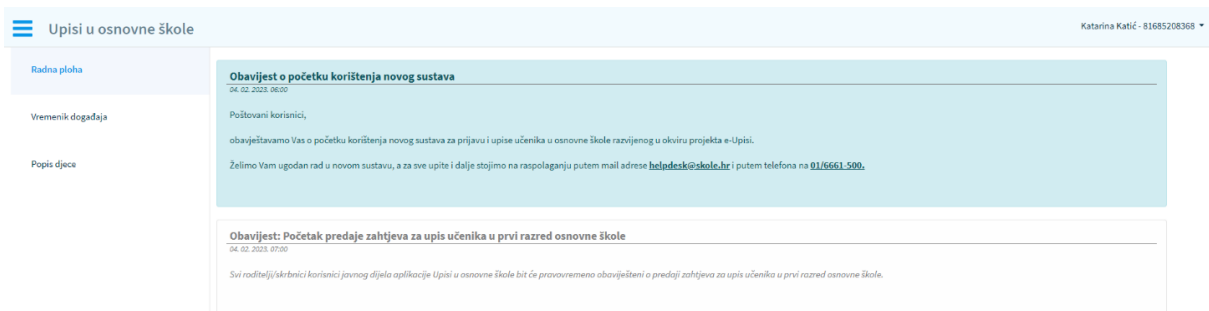 Upisi u osnovne škole
Katarina Katić - 81685208368
Radna ploha
Vremenik događaja
Popis djece
Obavijest o početku korištenja novog sustava
04. 02. 2023. 06:00
Poštovani korisnici,
obavještavamo Vas o početku korištenja novog sustava za prijavu i upise učenika u osnovne škole razvijenog u okviru projekta e-Upisi.
Želimo Vam ugodan rad u novom sustavu, a za sve upite i dalje stojimo na raspolaganju putem mail adrese helpdesk@skole.hr i putem telefona na 01/6661-500.
Obavijest: Početak predaje zahtjeva za upis učenika u prvi razred osnovne škole
04. 02. 2023. 07:00
Svi roditelji/skrbnici korisnici javnog dijela aplikacije Upisi u osnovne škole bit će pravovremeno obaviješteni o predaji zahtjeva za upis učenika u prvi razred osnovne škole.